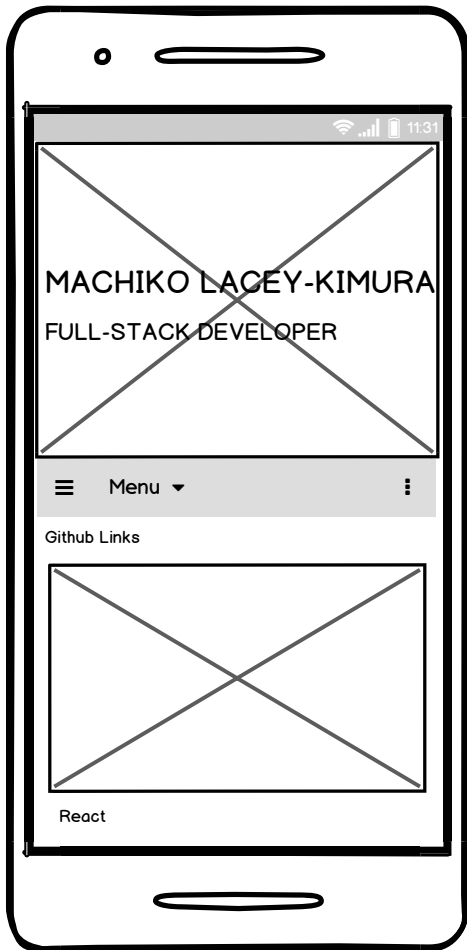 11:31
MACHIKO LACEY-KIMURA
FULL-STACK DEVELOPER
Menu
Github Links
React